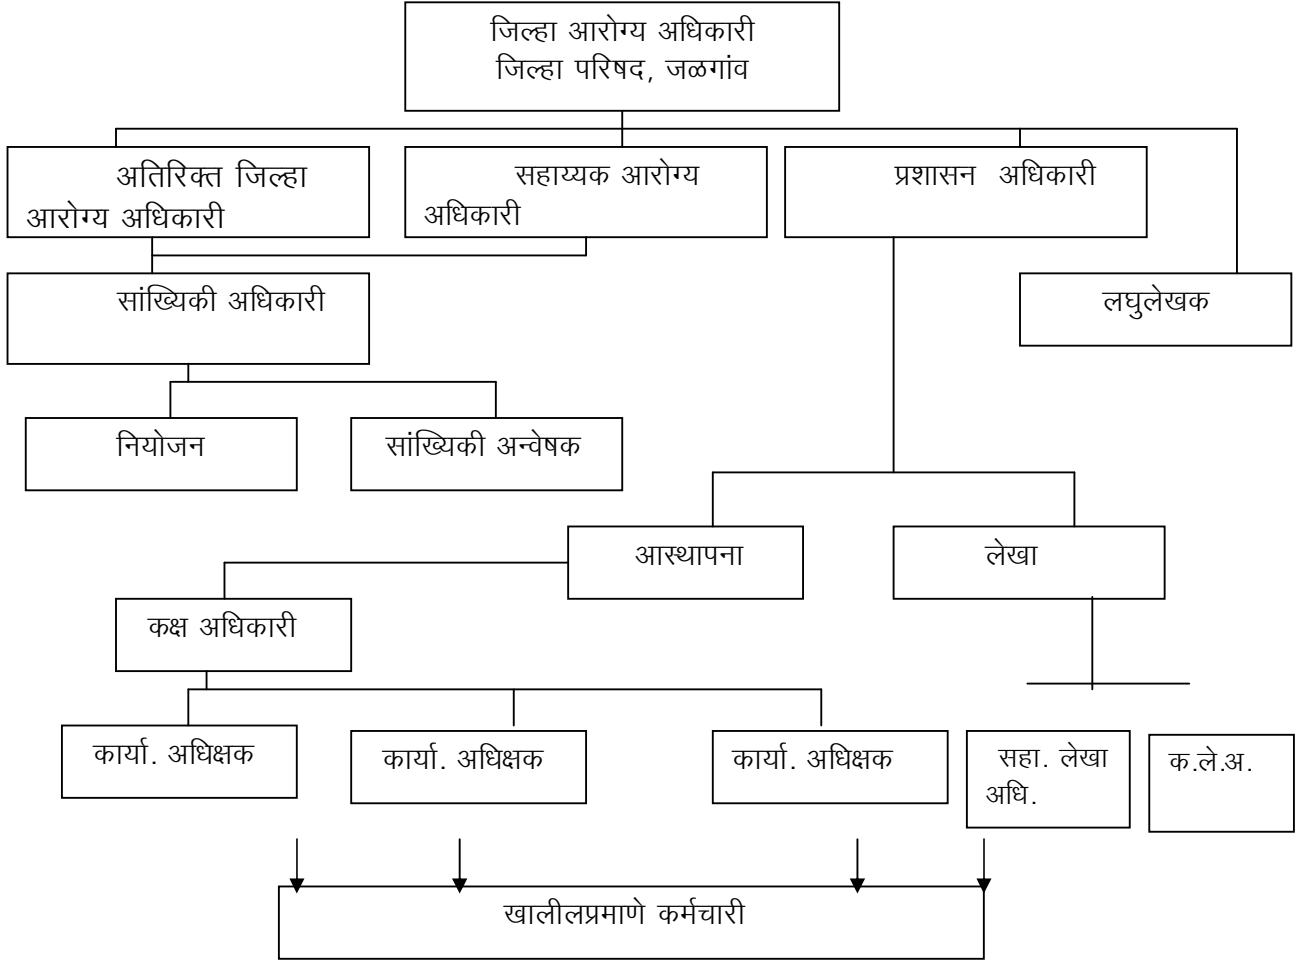 जिल्हा आरोग्य अधिकारी
जिल्हा परिषद, जळगांव
अतिरिक्त जिल्हा
आरोग्य अधिकारी
सहाय्यक आरोग्य
अधिकारी
प्रशासन अधिकारी
सांख्यिकी अधिकारी
लघुलेखक
नियोजन
सांख्यिकी अन्वेषक
आस्थापना
लेखा
कक्ष अधिकारी
कार्या. अधिक्षक
कार्या. अधिक्षक
कार्या. अधिक्षक
सहा. लेखा
अधि.
क.ले.अ.
खालीलप्रमाणे कर्मचारी